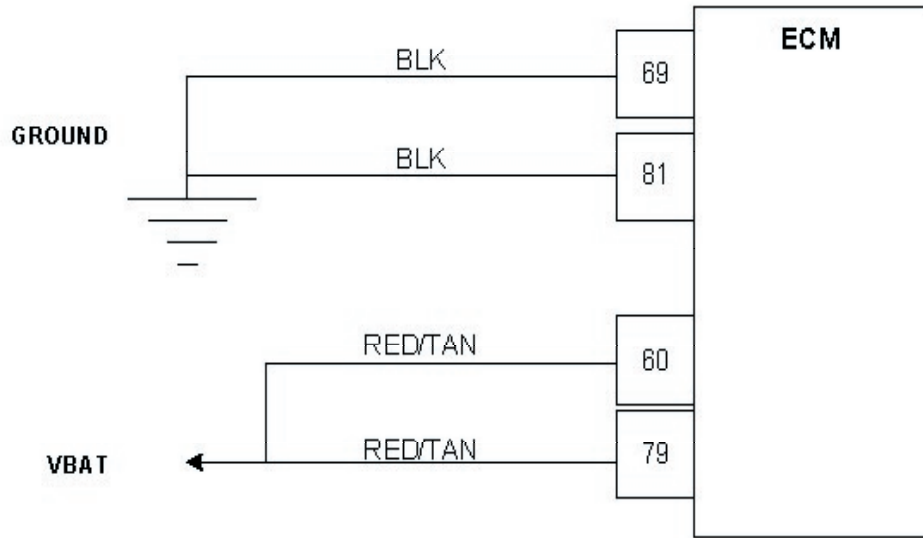 ECM
BLK
69
GROUND
BLK
81
RED/TAN
60
VBAT
RED/TAN
79